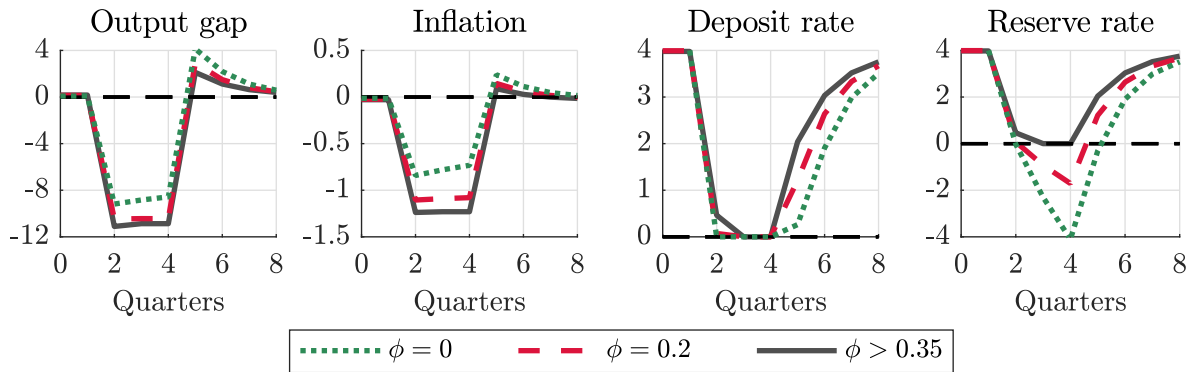 Output gap Inflation Deposit rate Reserve rate
4 0.5 4 4
0 0 3 2
-4 -0.5 2 0
-8 -1 1 -2
-12 -1.5 0 -4
0 2 4 6 8 0 2 4 6 8 0 2 4 6 8 0 2 4 6 8
Quarters Quarters Quarters Quarters
ϕ = 0 ϕ = 0.2 ϕ > 0.35